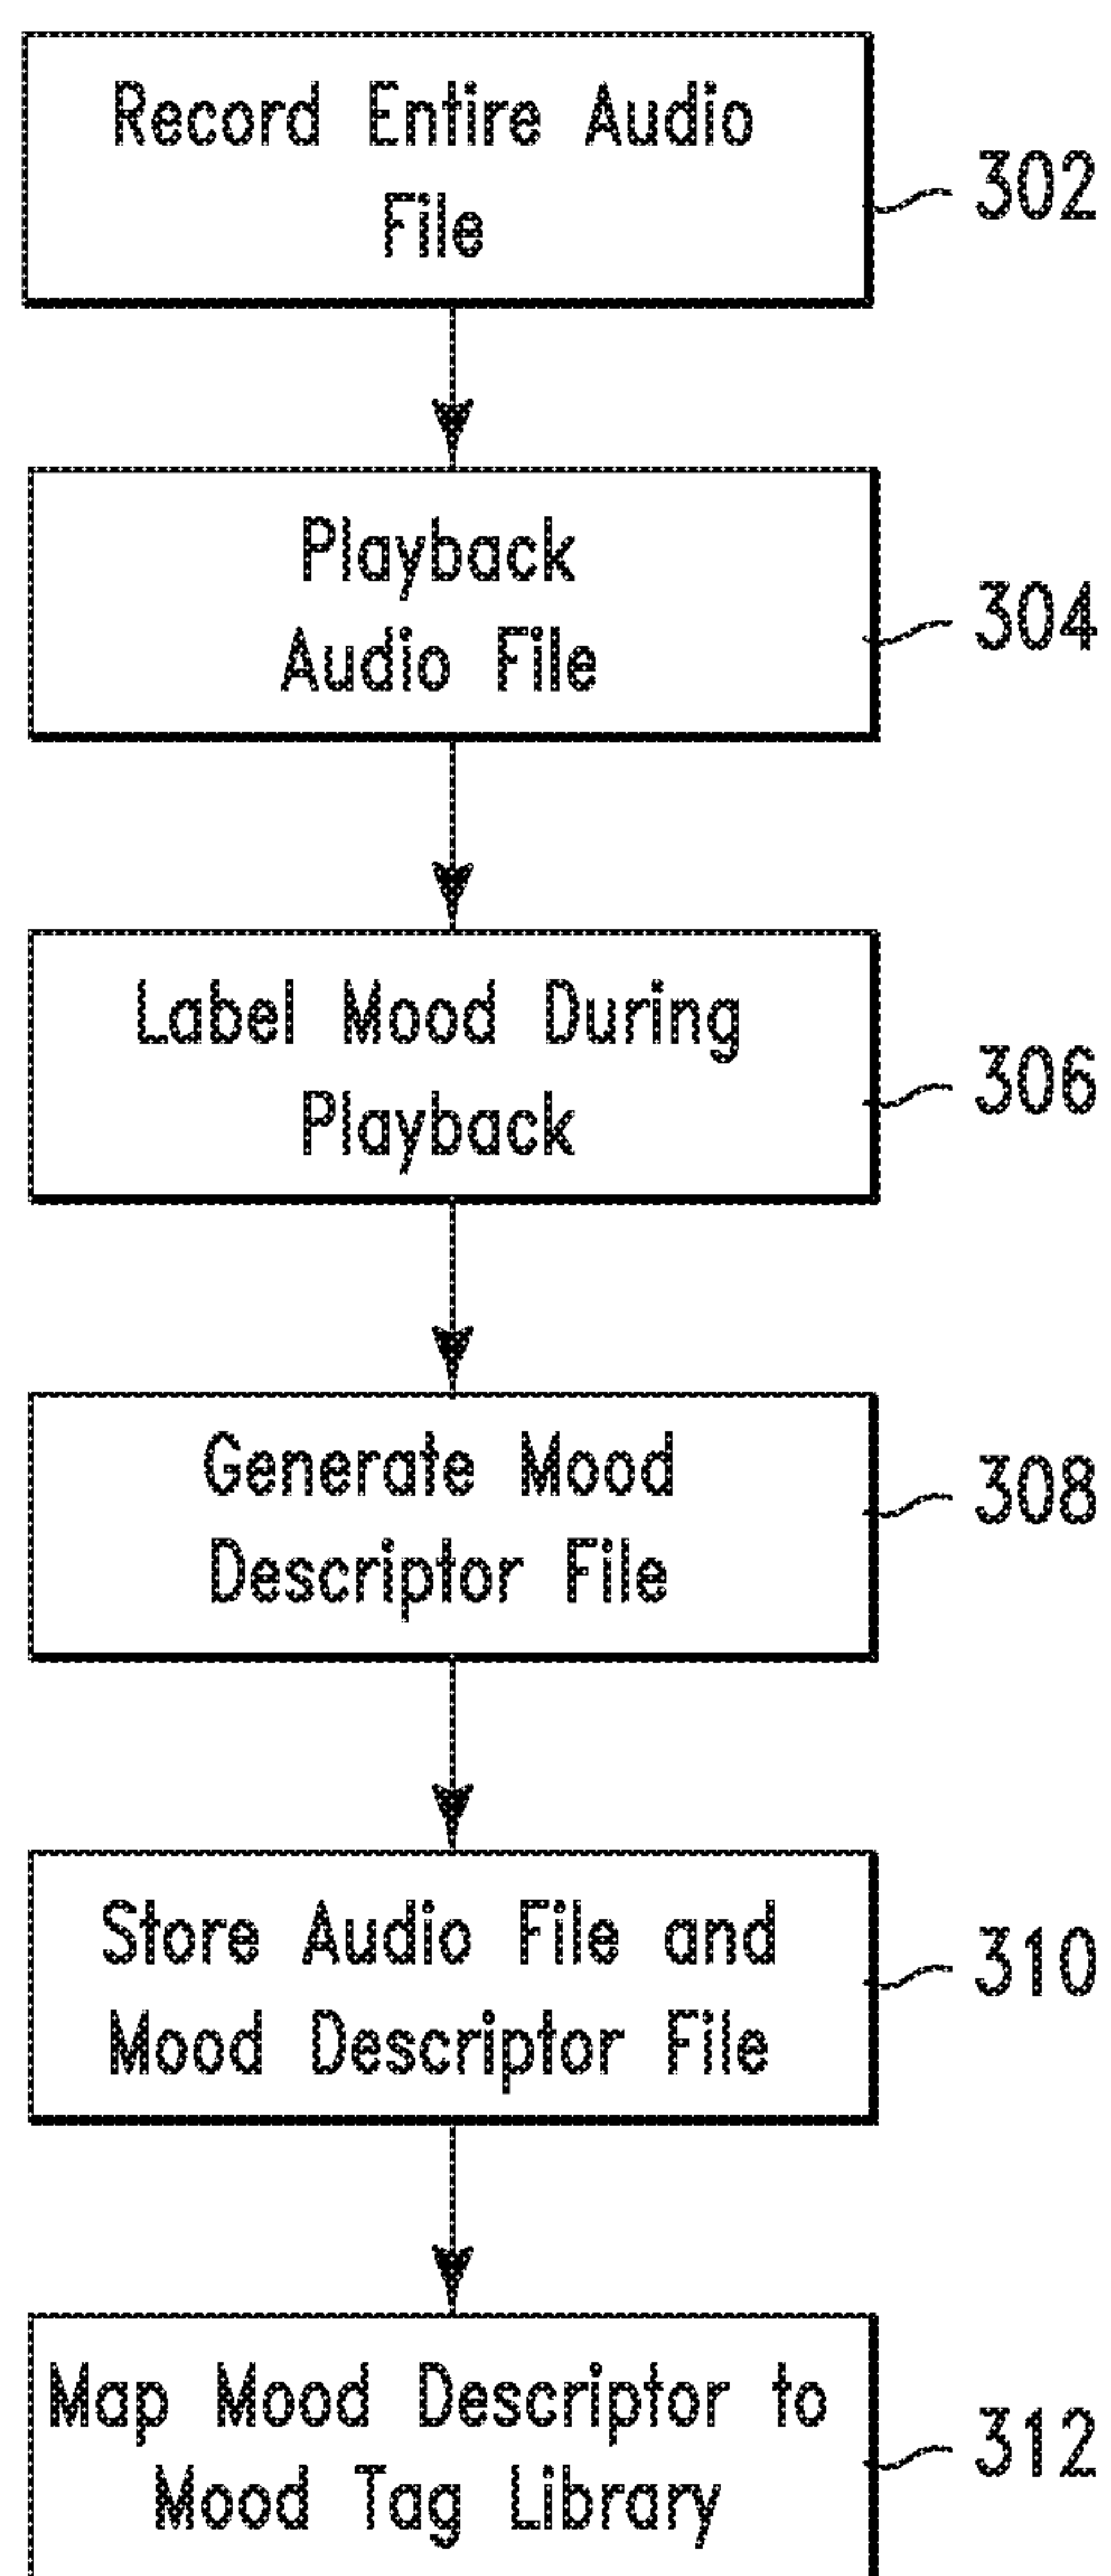 Record Entire Audio
File
302
Playback
Audio File
304
Label Mood During
Playback
306
Generate Mood
Descriptor File
308
Store Audio File and
Mood Descriptor File
310
Map Mood Descriptor to
Mood Tag Library
312